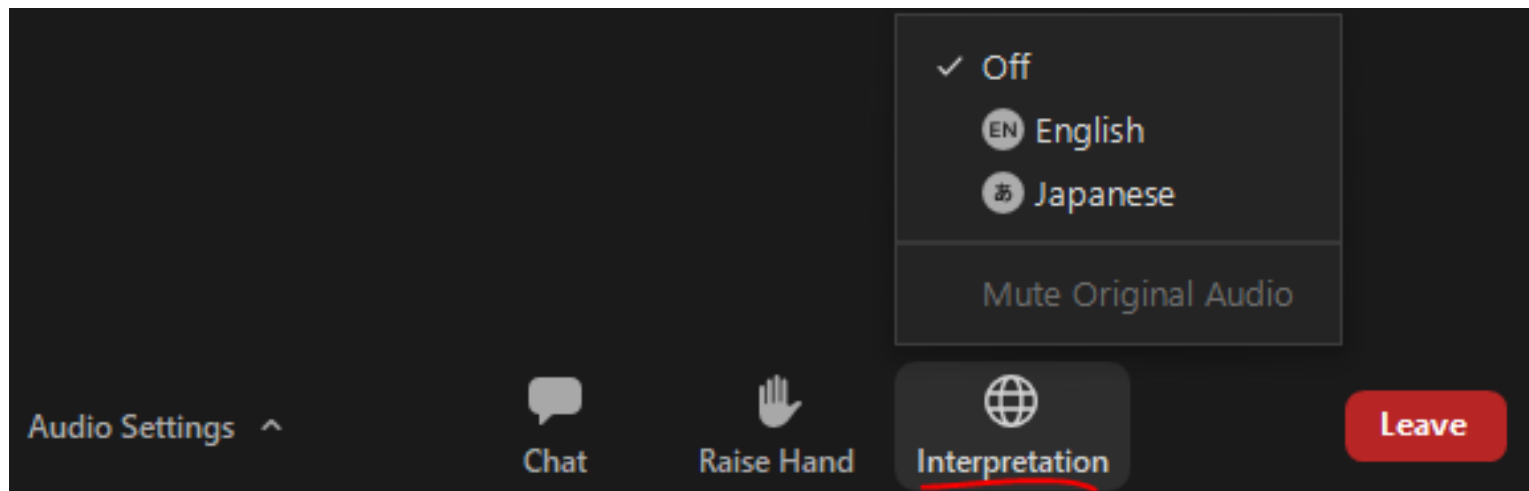 Off
EN English
あ Japanese
Mute Original Audio
Audio Settings
Chat
Raise Hand
Interpretation
Leave